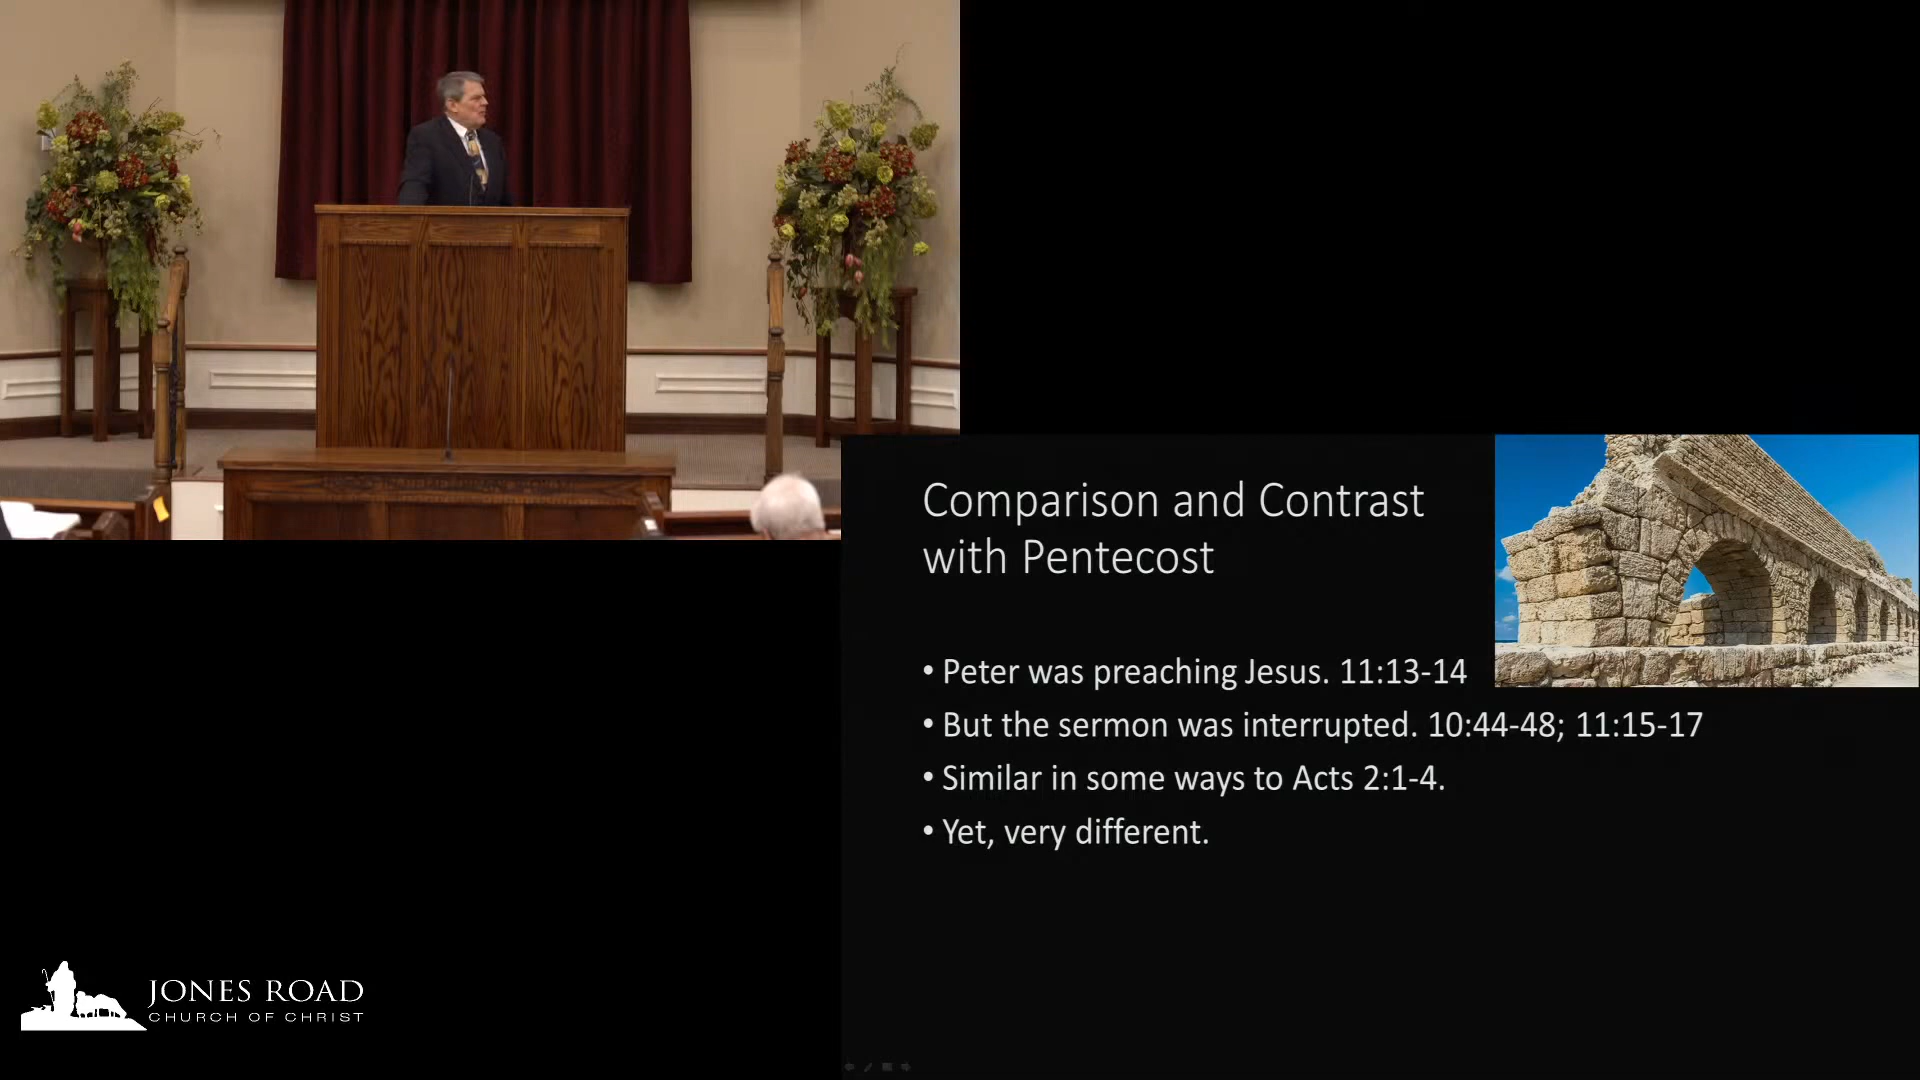 Comparison and Contrast
with Pentecost
• Peter was preaching Jesus. 11:13-14
• But the sermon was interrupted. 10:44-48; 11:15-17
• Similar in some ways to Acts 2:1-4.
• Yet, very different.
JONES ROAD
CHURCH OF CHRIST